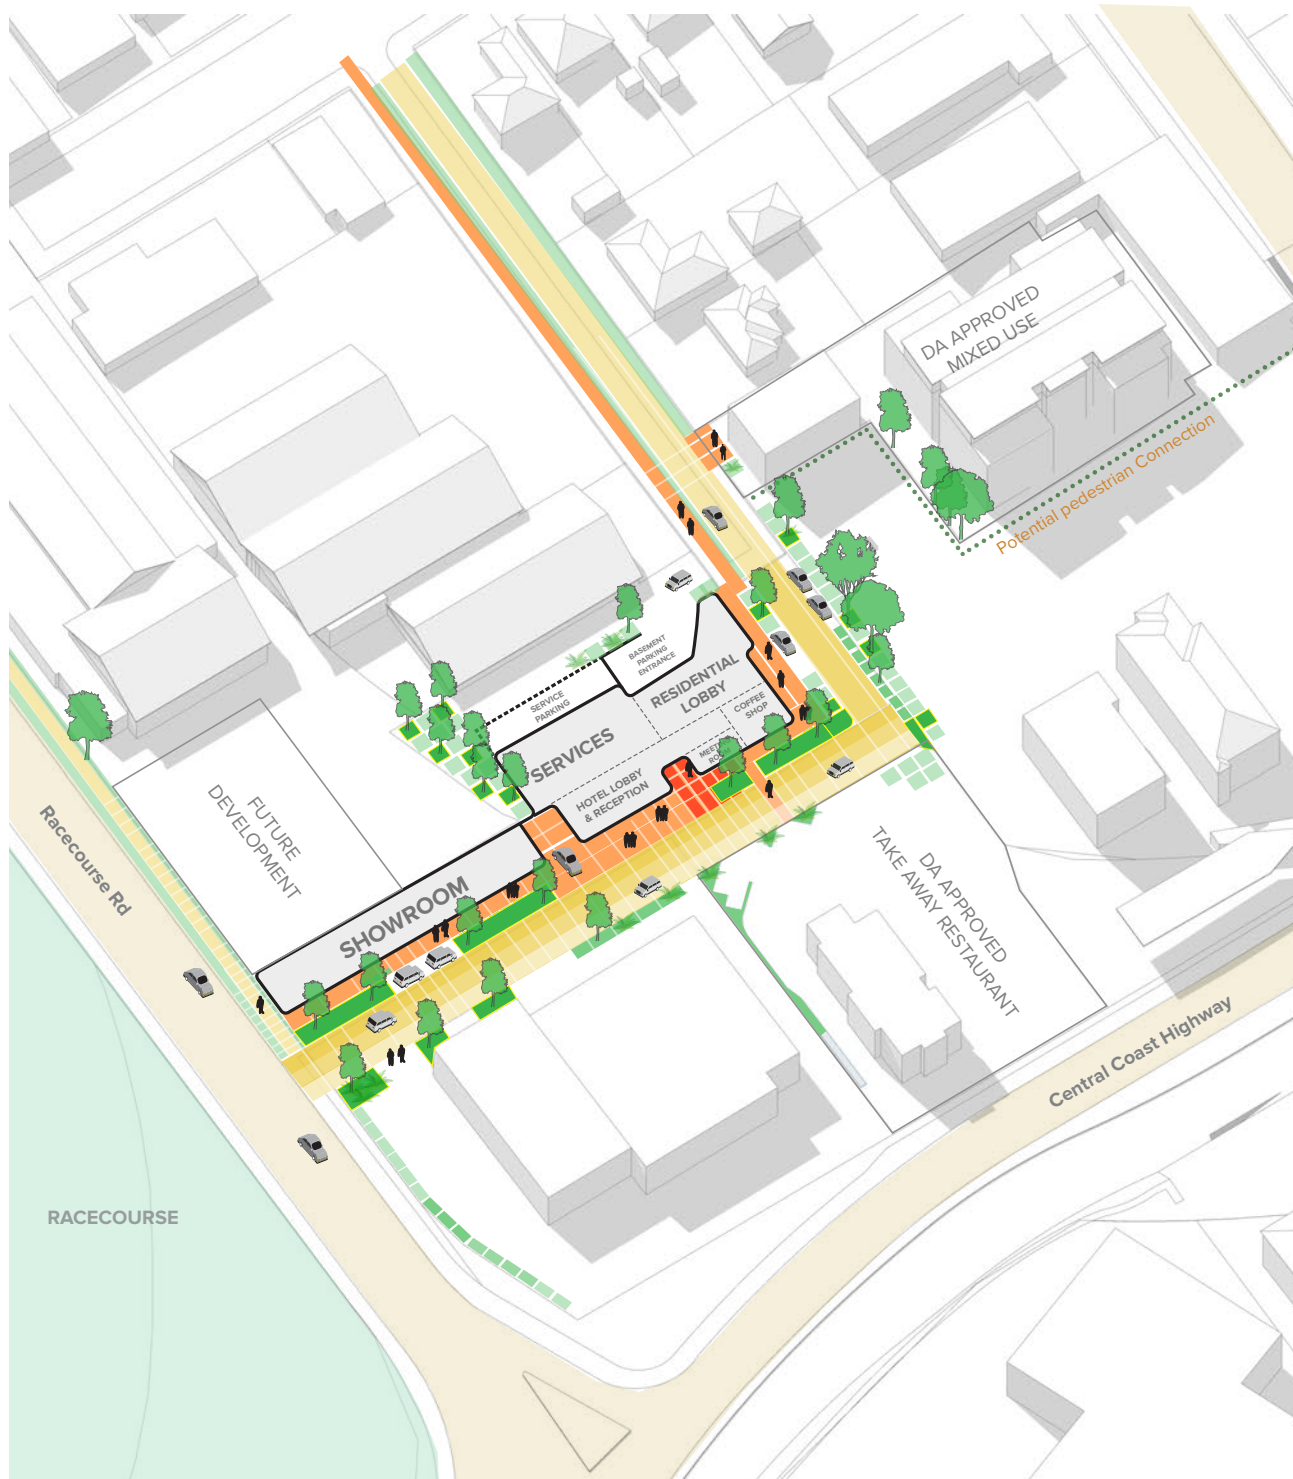 DA APPROVED
MIXED USE
Potential pedestrian Connection
BASEMENT
PARKING
ENTRANCE
SERVICE
PARKING
RESIDENTIAL
LOBBY
COFFEE
SHOP
SERVICES
HOTEL LOBBY
& RECEPTION
FUTURE
DEVELOPMENT
SHOWROOM
Racecourse Rd
DA APPROVED
TAKE AWAY RESTAURANT
Central Coast Highway
RACECOURSE